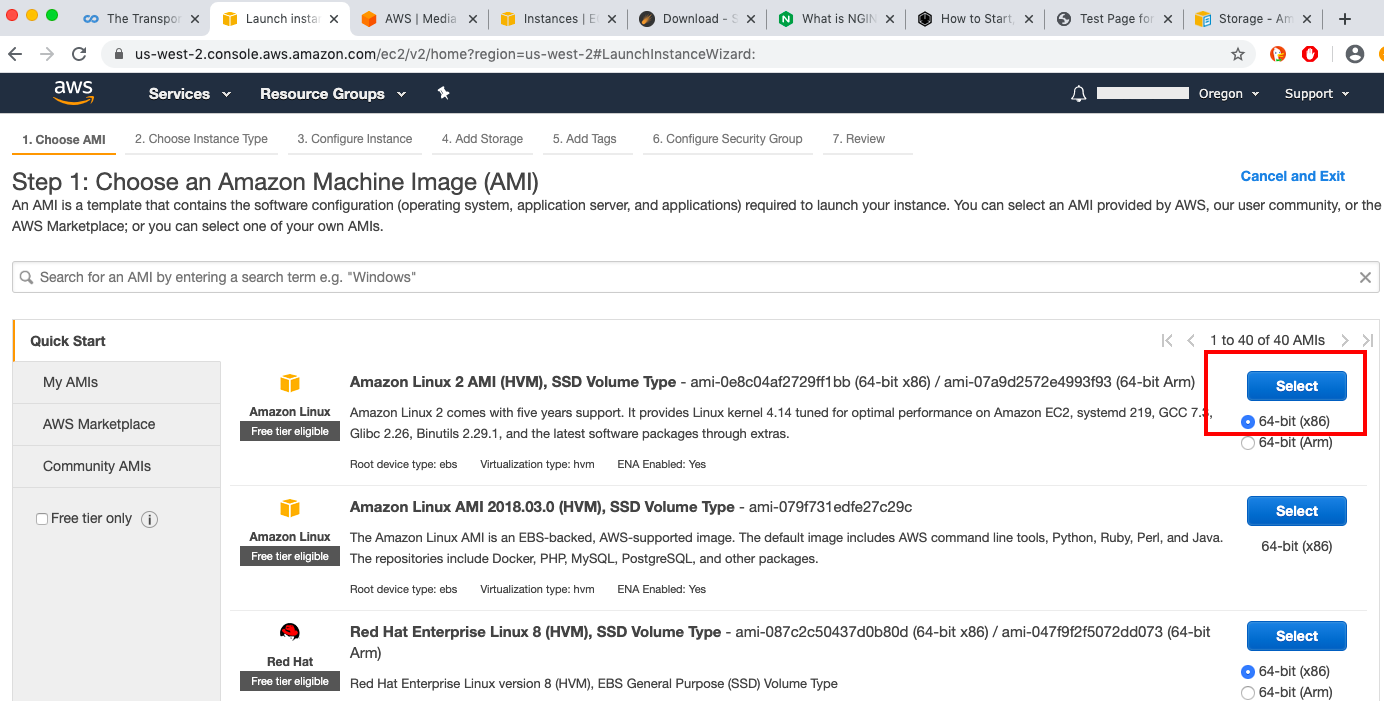 The Transpor
Launch insta
AWS | Media
Instances | E
Download - S
What is NGIN
How to Start,
Test Page for
Storage - Am
us-west-2.console.aws.amazon.com/ec2/v2/home?region=us-west-2#LaunchInstanceWizard:
aws
Services
Resource Groups
Oregon
Support
1. Choose AMI
2. Choose Instance Type
3. Configure Instance
4. Add Storage
5. Add Tags
6. Configure Security Group
7. Review
Step 1: Choose an Amazon Machine Image (AMI)
Cancel and Exit
An AMI is a template that contains the software configuration (operating system, application server, and applications) required to launch your instance. You can select an AMI provided by AWS, our user community, or the
AWS Marketplace; or you can select one of your own AMIs.
Search for an AMI by entering a search term e.g. "Windows"
Quick Start
My AMIs
AWS Marketplace
Community AMIs
Free tier only
1 to 40 of 40 AMIs
Amazon Linux
Free tier eligible
Amazon Linux 2 AMI (HVM), SSD Volume Type - ami-0e8c04af2729ff1bb (64-bit x86) / ami-07a9d2572e4993f93 (64-bit Arm)
Amazon Linux 2 comes with five years support. It provides Linux kernel 4.14 tuned for optimal performance on Amazon EC2, systemd 219, GCC 7.3,
Glibc 2.26, Binutils 2.29.1, and the latest software packages through extras.
Root device type: ebs Virtualization type: hvm ENA Enabled: Yes
Select
64-bit (x86)
64-bit (Arm)
Amazon Linux
Free tier eligible
Amazon Linux AMI 2018.03.0 (HVM), SSD Volume Type - ami-079f731edfe27c29c
The Amazon Linux AMI is an EBS-backed, AWS-supported image. The default image includes AWS command line tools, Python, Ruby, Perl, and Java.
The repositories include Docker, PHP, MySQL, PostgreSQL, and other packages.
Root device type: ebs Virtualization type: hvm ENA Enabled: Yes
Select
64-bit (x86)
Red Hat
Free tier eligible
Red Hat Enterprise Linux 8 (HVM), SSD Volume Type - ami-087c2c50437d0b80d (64-bit x86) / ami-047f9f2f5072dd073 (64-bit
Arm)
Red Hat Enterprise Linux version 8 (HVM), EBS General Purpose (SSD) Volume Type
Select
64-bit (x86)
64-bit (Arm)